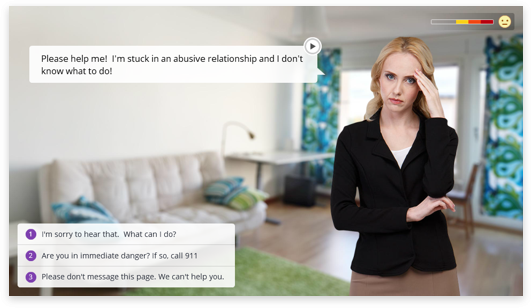 Please help me!  I'm stuck in an abusive relationship and I don't
know what to do!
1 I'm sorry to hear that.  What can I do?
2 Are you in immediate danger? If so, call 911
3 Please don't message this page. We can't help you.